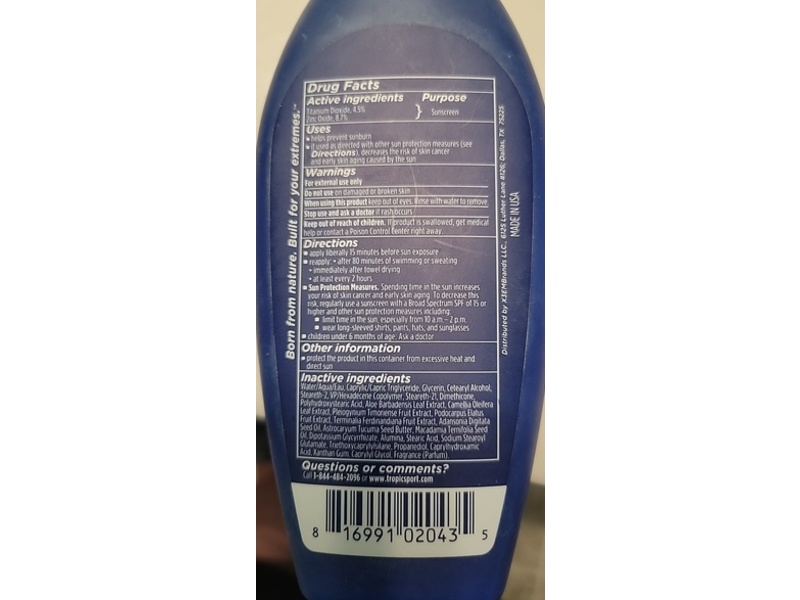 Drug Facts
Active ingredients Purpose
Titanium Dioxide, 4.5%
Zinc Oxide, 8.7% } Sunscreen
Uses
▪ helps prevent sunburn
▪ if used as directed with other sun protection measures (see
Directions), decreases the risk of skin cancer
and early skin aging caused by the sun
Warnings
For external use only
Do not use on damaged or broken skin
When using this product keep out of eyes. Rinse with water to remove.
Stop use and ask a doctor if rash occurs
Keep out of reach of children. If product is swallowed, get medical
help or contact a Poison Control Center right away.
Directions
▪ apply liberally 15 minutes before sun exposure
▪ reapply: • after 80 minutes of swimming or sweating
• immediately after towel drying
• at least every 2 hours
▪ Sun Protection Measures. Spending time in the sun increases
your risk of skin cancer and early skin aging. To decrease this
risk, regularly use a sunscreen with a Broad Spectrum SPF of 15 or
higher and other sun protection measures including:
▪ limit time in the sun, especially from 10 a.m. – 2 p.m.
▪ wear long-sleeved shirts, pants, hats, and sunglasses
▪ children under 6 months of age: Ask a doctor
Other information
▪ protect the product in this container from excessive heat and
direct sun
Inactive ingredients
Water/Aqua/Eau, Caprylic/Capric Triglyceride, Glycerin, Cetearyl Alcohol,
Steareth-2, VP/Hexadecene Copolymer, Steareth-21, Dimethicone,
Polyhydroxystearic Acid, Aloe Barbadensis Leaf Extract, Camellia Oleifera
Leaf Extract, Pleiogynum Timoriense Fruit Extract, Podocarpus Elatus
Fruit Extract, Terminalia Ferdinandiana Fruit Extract, Adansonia Digitata
Seed Oil, Astrocaryum Tucuma Seed Butter, Macadamia Ternifolia Seed
Oil, Dipotassium Glycyrrhizate, Alumina, Stearic Acid, Sodium Stearoyl
Glutamate, Triethoxycaprylylsilane, Propanediol, Caprylhydroxamic
Acid, Xanthan Gum, Caprylyl Glycol, Fragrance (Parfum).
Questions or comments?
Call 1-844-484-2096 or www.tropicsport.com
Born from nature. Built for your extremes.™
Distributed by X3EMBrands LLC., 6125 Luther Lane #126; Dallas, TX 75225
MADE IN USA
8 16991 02043 5